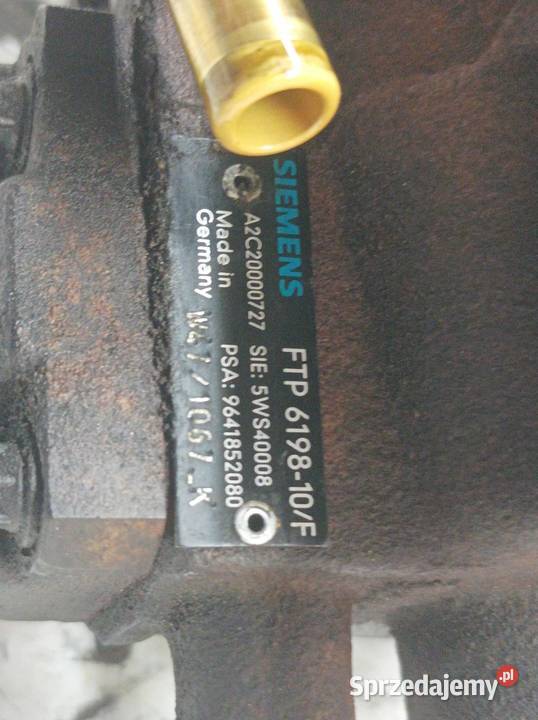 SIEMENS FTP 6198-10/F
A2C20000727 SIE: 5WS40008
Made in PSA: 9641852080
Germany
Sprzedajemy.pl